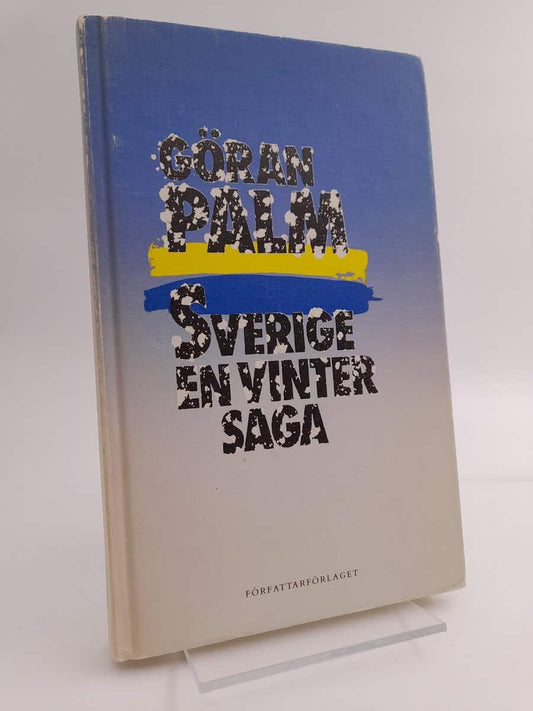 GÖRAN
PALM
SVERIGE
EN VINTER
SAGA
FÖRFATTARFÖRLAGET